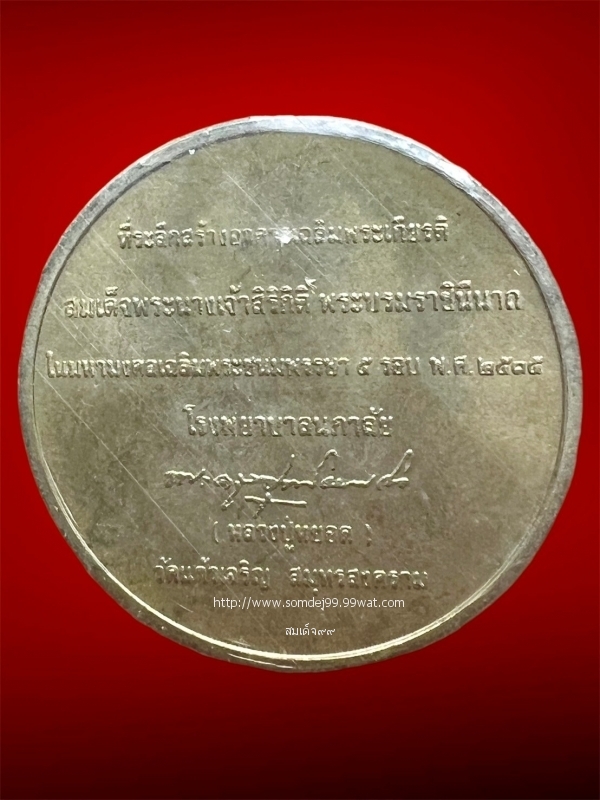 ที่ระลึกสร้างอาคารเฉลิมพระเกียรติ
สมเด็จพระนางเจ้าสิริกิติ์ พระบรมราชินีนาถ
ในมหามงคลเฉลิมพระชนมพรรษา ๕ รอบ พ.ศ.๒๕๓๕
โรงพยาบาลนภาลัย
( หลวงปู่หยอด )
วัดแก้วเจริญ สมุทรสงคราม
http://www.somdej99.99wat.com
สมเด็จ๙๙